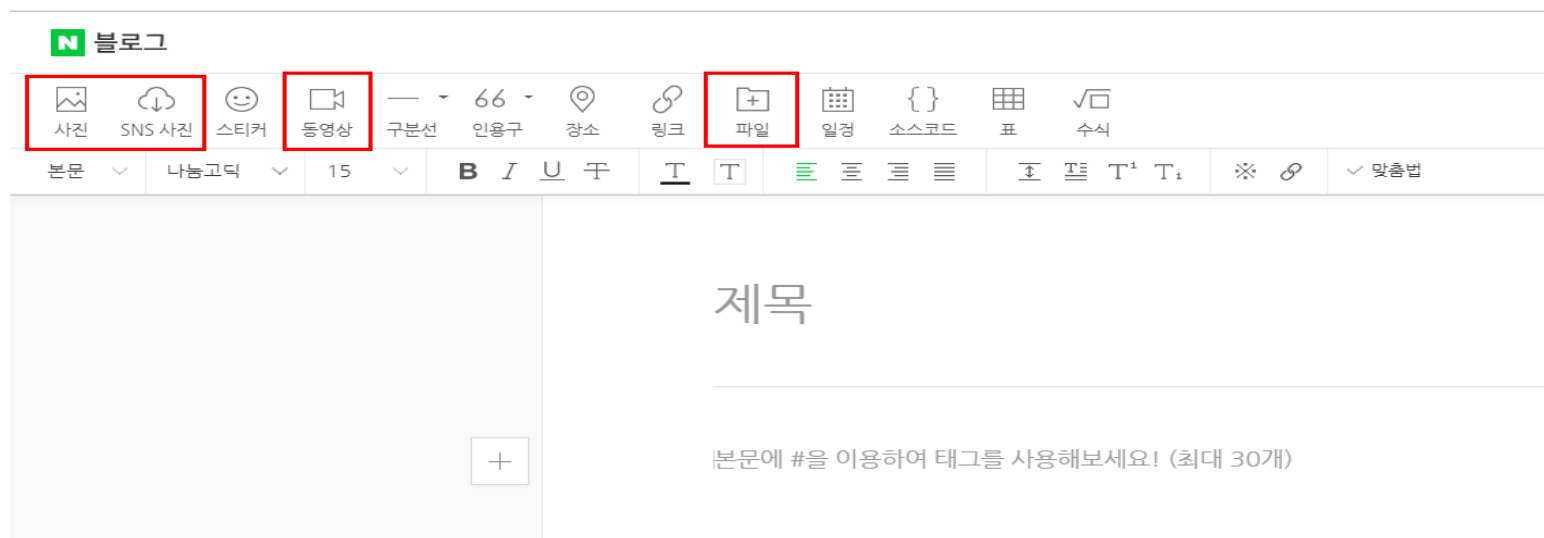 N 블로그
사진 SNS 사진 스티커 동영상 구분선 66 인용구 장소 링크 파일 일정 { } 소스코드 표 √□ 수식
본문 나눔고딕 15 B I U T T T T¹ T₁ ※ 맞춤법
제목
본문에 #을 이용하여 태그를 사용해보세요! (최대 30개)